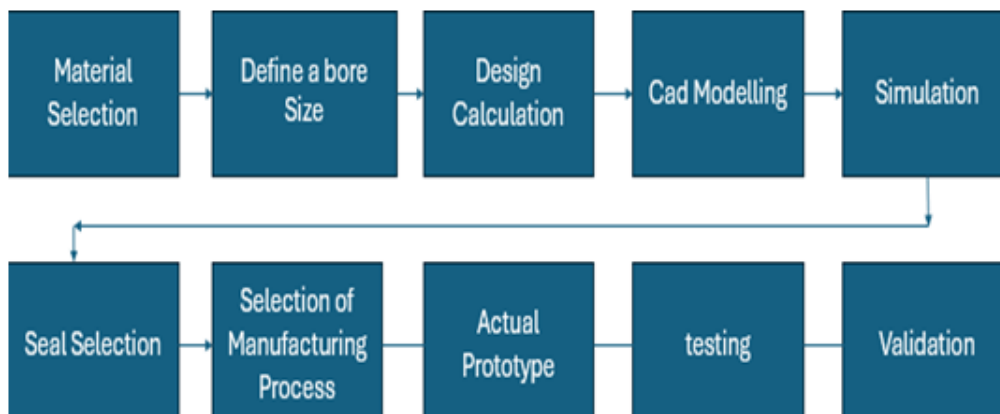 Material
Selection
Define a bore
Size
Design
Calculation
Cad Modelling
Simulation
Seal Selection
Selection of
Manufacturing
Process
Actual
Prototype
testing
Validation